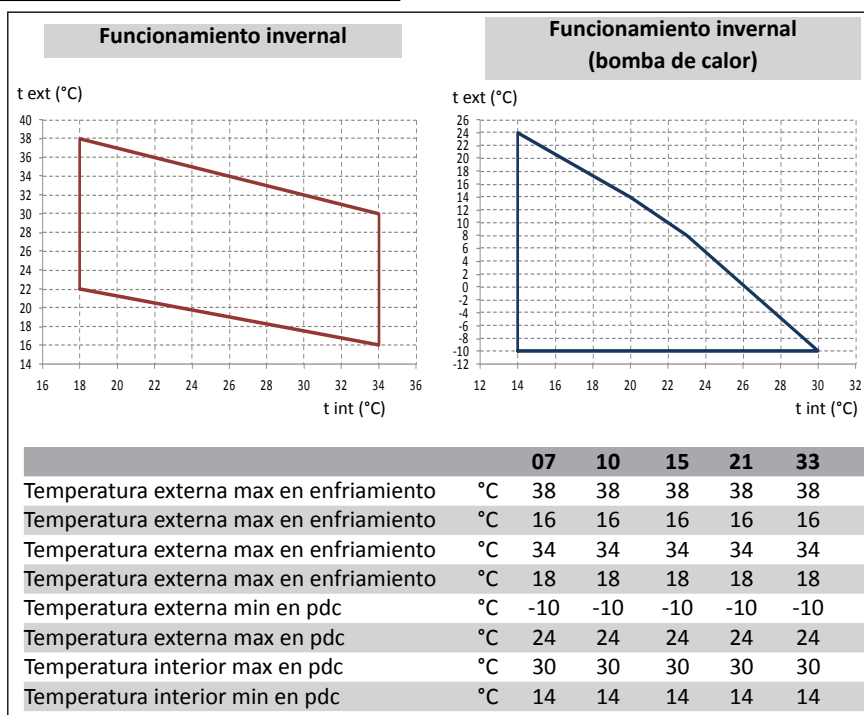 Funcionamiento invernal
t ext (°C)
40
38
36
34
32
30
28
26
24
22
20
18
16
14
16 18 20 22 24 26 28 30 32 34 36
t int (°C)
Funcionamiento invernal
(bomba de calor)
t ext (°C)
26
24
22
20
18
16
14
12
10
8
6
4
2
0
-2
-4
-6
-8
-10
-12
12 14 16 18 20 22 24 26 28 30 32
t int (°C)
07 10 15 21 33
Temperatura externa max en enfriamiento °C 38 38 38 38 38
Temperatura externa max en enfriamiento °C 16 16 16 16 16
Temperatura externa max en enfriamiento °C 34 34 34 34 34
Temperatura externa max en enfriamiento °C 18 18 18 18 18
Temperatura externa min en pdc °C -10 -10 -10 -10 -10
Temperatura externa max en pdc °C 24 24 24 24 24
Temperatura interior max en pdc °C 30 30 30 30 30
Temperatura interior min en pdc °C 14 14 14 14 14